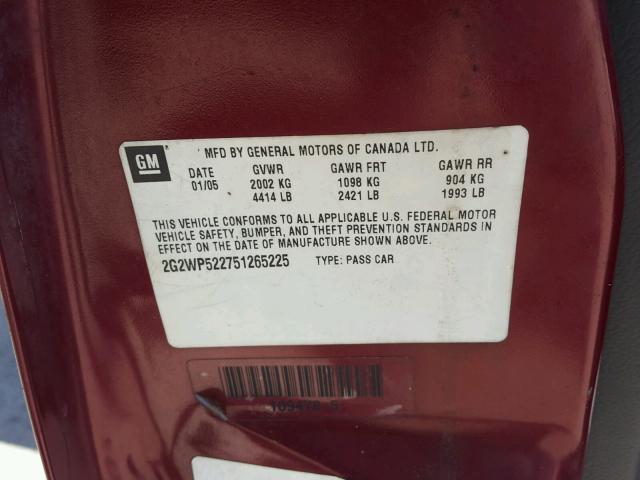 GM
MFD BY GENERAL MOTORS OF CANADA LTD.
DATE GVWR GAWR FRT GAWR RR
01/05 2002 KG 1098 KG 904 KG
4414 LB 2421 LB 1993 LB
THIS VEHICLE CONFORMS TO ALL APPLICABLE U.S. FEDERAL MOTOR
VEHICLE SAFETY, BUMPER, AND THEFT PREVENTION STANDARDS IN
EFFECT ON THE DATE OF MANUFACTURE SHOWN ABOVE.
2G2WP522751265225 TYPE: PASS CAR
109478 5